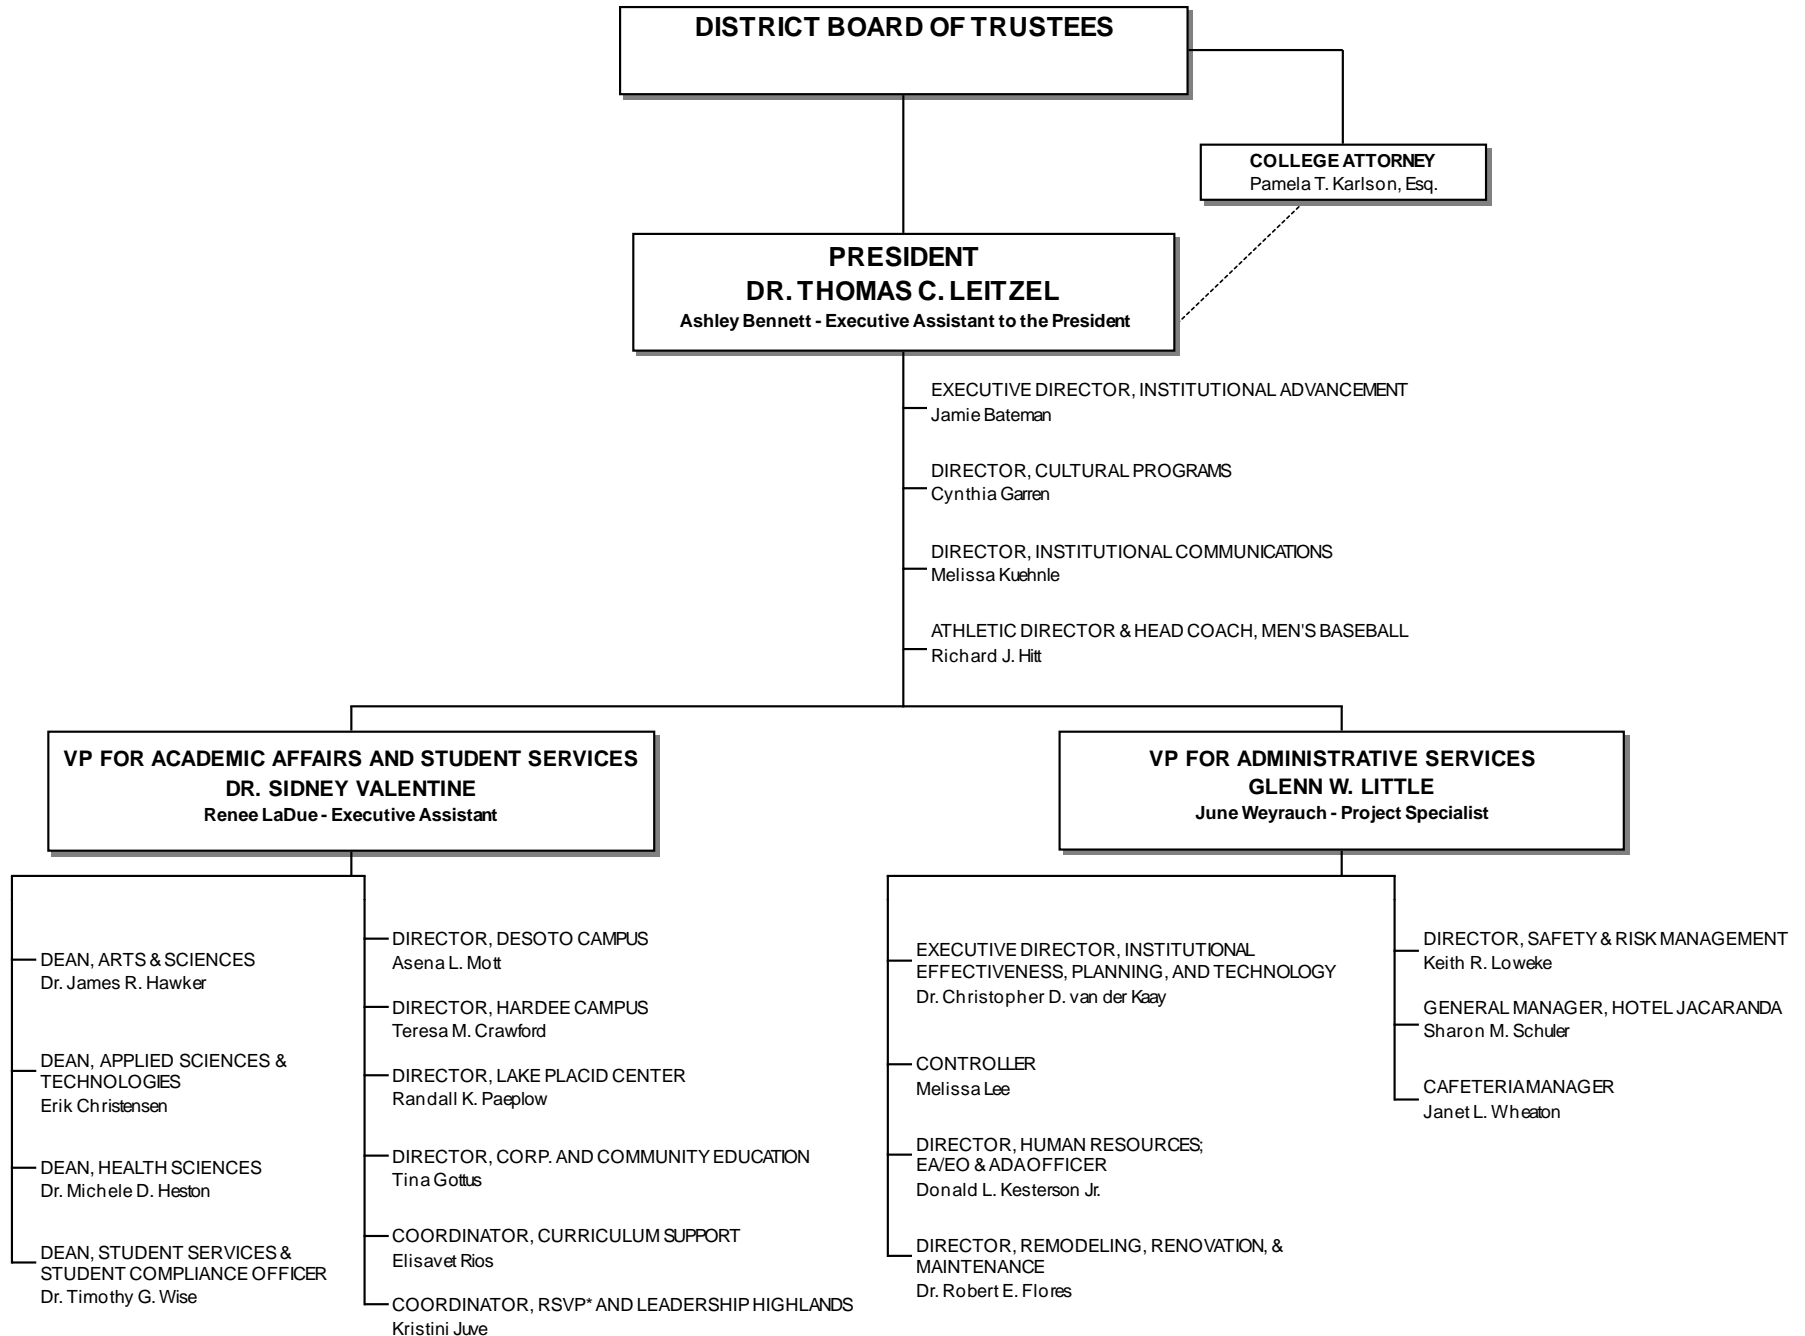 DISTRICT BOARD OF TRUSTEES
COLLEGE ATTORNEY
Pamela T. Karlson, Esq.
PRESIDENT
DR. THOMAS C. LEITZEL
Ashley Bennett - Executive Assistant to the President
EXECUTIVE DIRECTOR, INSTITUTIONAL ADVANCEMENT
Jamie Bateman
DIRECTOR, CULTURAL PROGRAMS
Cynthia Garren
DIRECTOR, INSTITUTIONAL COMMUNICATIONS
Melissa Kuehnle
ATHLETIC DIRECTOR & HEAD COACH, MEN'S BASEBALL
Richard J. Hitt
VP FOR ACADEMIC AFFAIRS AND STUDENT SERVICES
DR. SIDNEY VALENTINE
Renee LaDue - Executive Assistant
DEAN, ARTS & SCIENCES
Dr. James R. Hawker
DEAN, APPLIED SCIENCES &
TECHNOLOGIES
Erik Christensen
DEAN, HEALTH SCIENCES
Dr. Michele D. Heston
DEAN, STUDENT SERVICES &
STUDENT COMPLIANCE OFFICER
Dr. Timothy G. Wise
DIRECTOR, DESOTO CAMPUS
Asena L. Mott
DIRECTOR, HARDEE CAMPUS
Teresa M. Crawford
DIRECTOR, LAKE PLACID CENTER
Randall K. Paeplow
DIRECTOR, CORP. AND COMMUNITY EDUCATION
Tina Gottus
COORDINATOR, CURRICULUM SUPPORT
Elisavet Rios
COORDINATOR, RSVP* AND LEADERSHIP HIGHLANDS
Kristini Juve
VP FOR ADMINISTRATIVE SERVICES
GLENN W. LITTLE
June Weyrauch - Project Specialist
EXECUTIVE DIRECTOR, INSTITUTIONAL
EFFECTIVENESS, PLANNING, AND TECHNOLOGY
Dr. Christopher D. van der Kaay
CONTROLLER
Melissa Lee
DIRECTOR, HUMAN RESOURCES;
EA/EO & ADA OFFICER
Donald L. Kesterson Jr.
DIRECTOR, REMODELING, RENOVATION, &
MAINTENANCE
Dr. Robert E. Flores
DIRECTOR, SAFETY & RISK MANAGEMENT
Keith R. Loweke
GENERAL MANAGER, HOTEL JACARANDA
Sharon M. Schuler
CAFETERIA MANAGER
Janet L. Wheaton